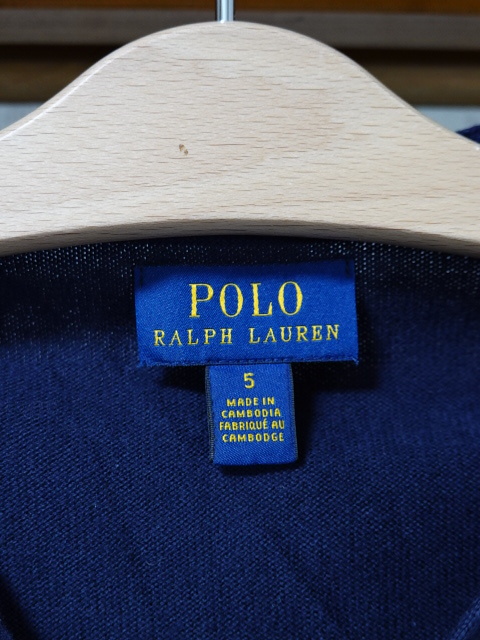 POLO
RALPH LAUREN
5
MADE IN
CAMBODIA
FABRIQUÉ AU
CAMBODGE